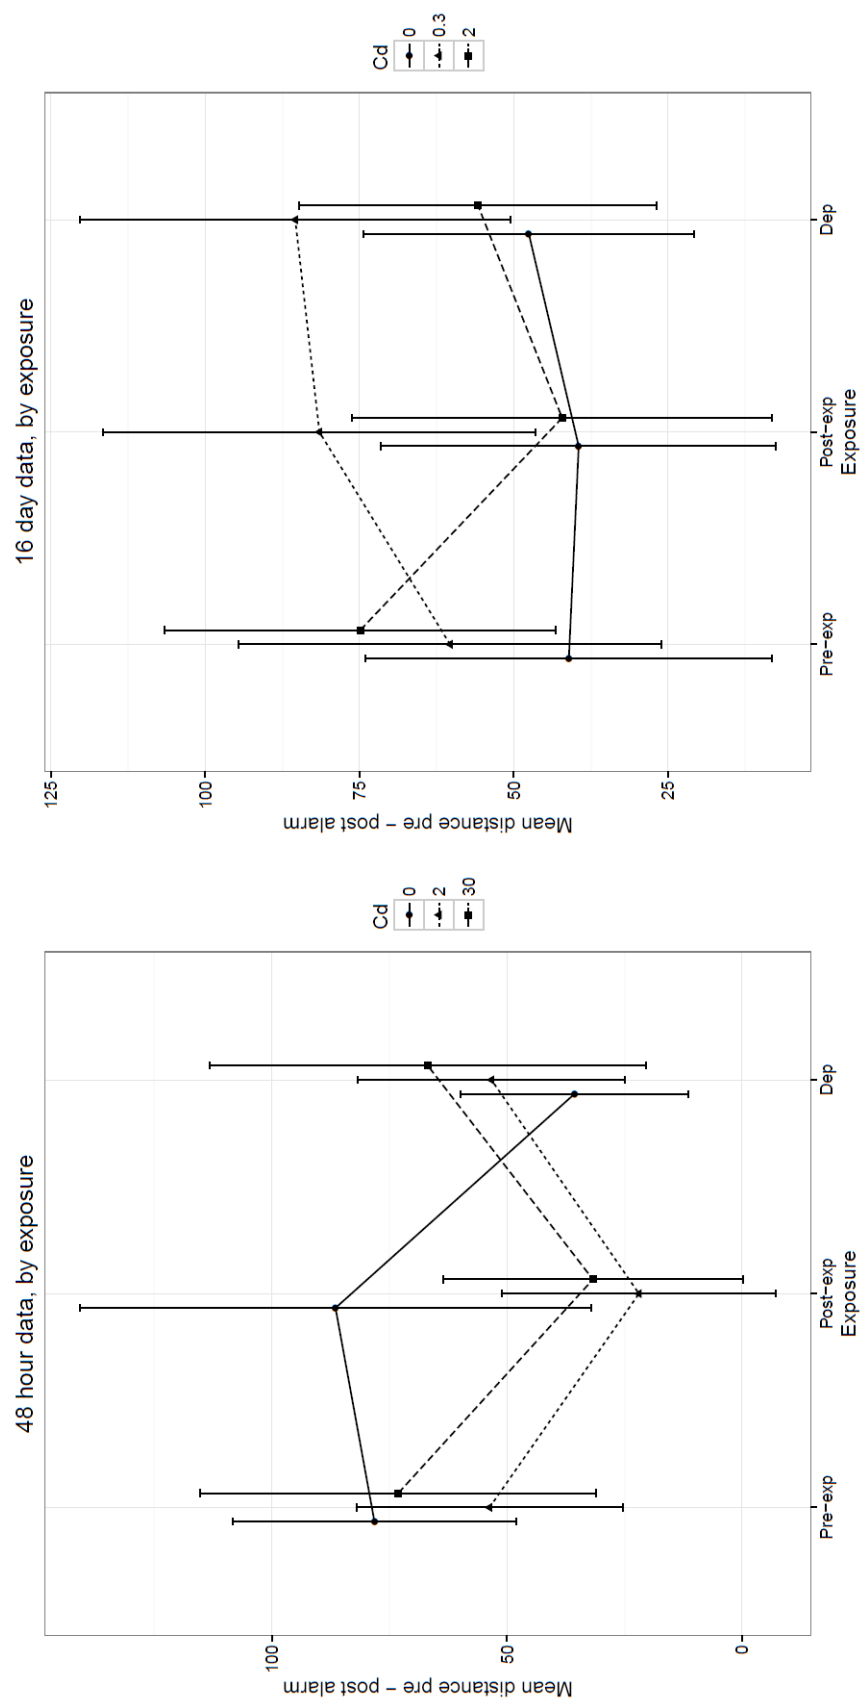 48 hour data, by exposure
Mean distance pre − post alarm
100
50
0
Pre−exp
Post−exp
Dep
Exposure
Cd
0
2
30
16 day data, by exposure
Mean distance pre − post alarm
125
100
75
50
25
Pre−exp
Post−exp
Dep
Exposure
Cd
0
0.3
2